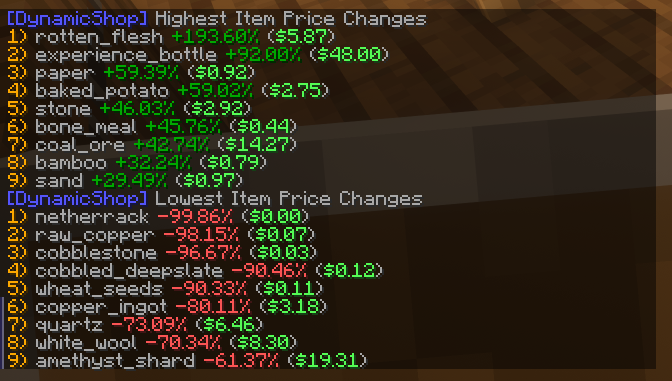 [DynamicShop] Highest Item Price Changes
1) rotten_flesh +193.60% ($5.87)
2) experience_bottle +92.00% ($48.00)
3) paper +59.39% ($0.92)
4) baked_potato +59.02% ($2.75)
5) stone +46.03% ($2.92)
6) bone_meal +45.76% ($0.44)
7) coal_ore +42.74% ($14.27)
8) bamboo +32.24% ($0.79)
9) sand +29.49% ($0.97)
[DynamicShop] Lowest Item Price Changes
1) netherrack -99.86% ($0.00)
2) raw_copper -98.15% ($0.07)
3) cobblestone -96.67% ($0.03)
4) cobbled_deepslate -90.46% ($0.12)
5) wheat_seeds -90.33% ($0.11)
6) copper_ingot -80.11% ($3.18)
7) quartz -73.09% ($6.46)
8) white_wool -70.34% ($8.30)
9) amethyst_shard -61.37% ($19.31)